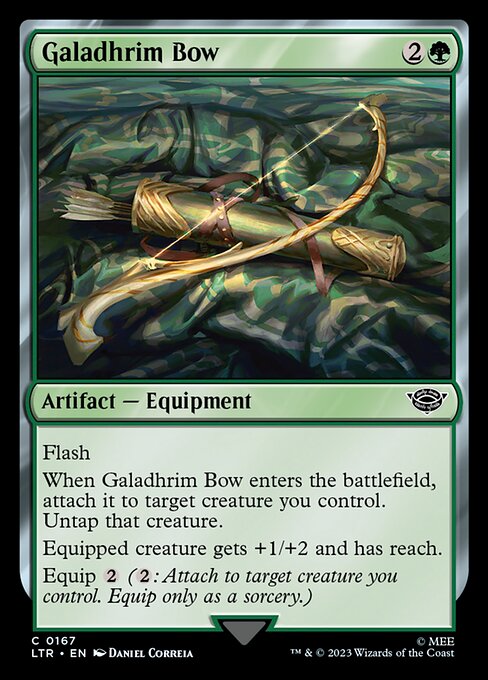 Galadhrim Bow 2
Artifact — Equipment
Flash
When Galadhrim Bow enters the battlefield,
attach it to target creature you control.
Untap that creature.
Equipped creature gets +1/+2 and has reach.
Equip 2 (2: Attach to target creature you
control. Equip only as a sorcery.)
C 0167
LTR • EN Daniel Correia
© MEE
™ & © 2023 Wizards of the Coast